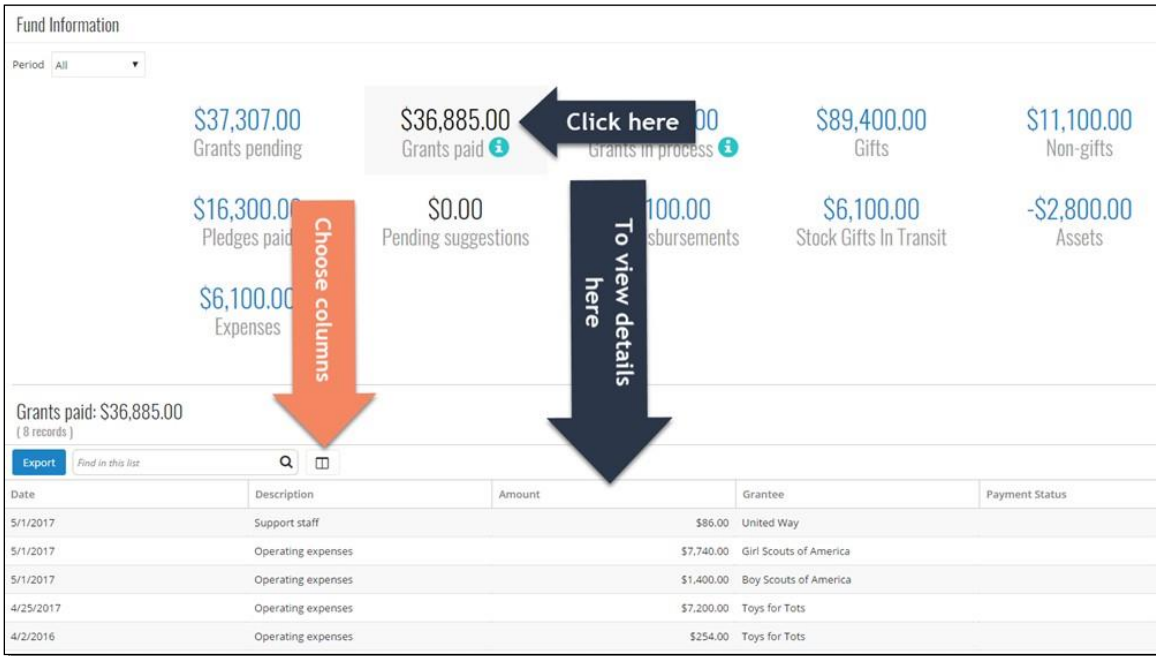 Fund Information
Period All
$37,307.00 $36,885.00 Click here 00 $89,400.00 $11,100.00
Grants pending Grants paid Grants in process Gifts Non-gifts
$16,300.00 $0.00 100.00 $6,100.00 -$2,800.00
Pledges paid Pending suggestions Stock Gifts In Transit Assets
$6,100.00
Expenses
Choose columns
To view details
here
Grants paid: $36,885.00
( 8 records )
Export Find in this list
Date Description Amount Grantee Payment Status
5/1/2017 Support staff $86.00 United Way
5/1/2017 Operating expenses $7,740.00 Girl Scouts of America
5/1/2017 Operating expenses $1,400.00 Boy Scouts of America
4/25/2017 Operating expenses $7,200.00 Toys for Tots
4/2/2016 Operating expenses $254.00 Toys for Tots